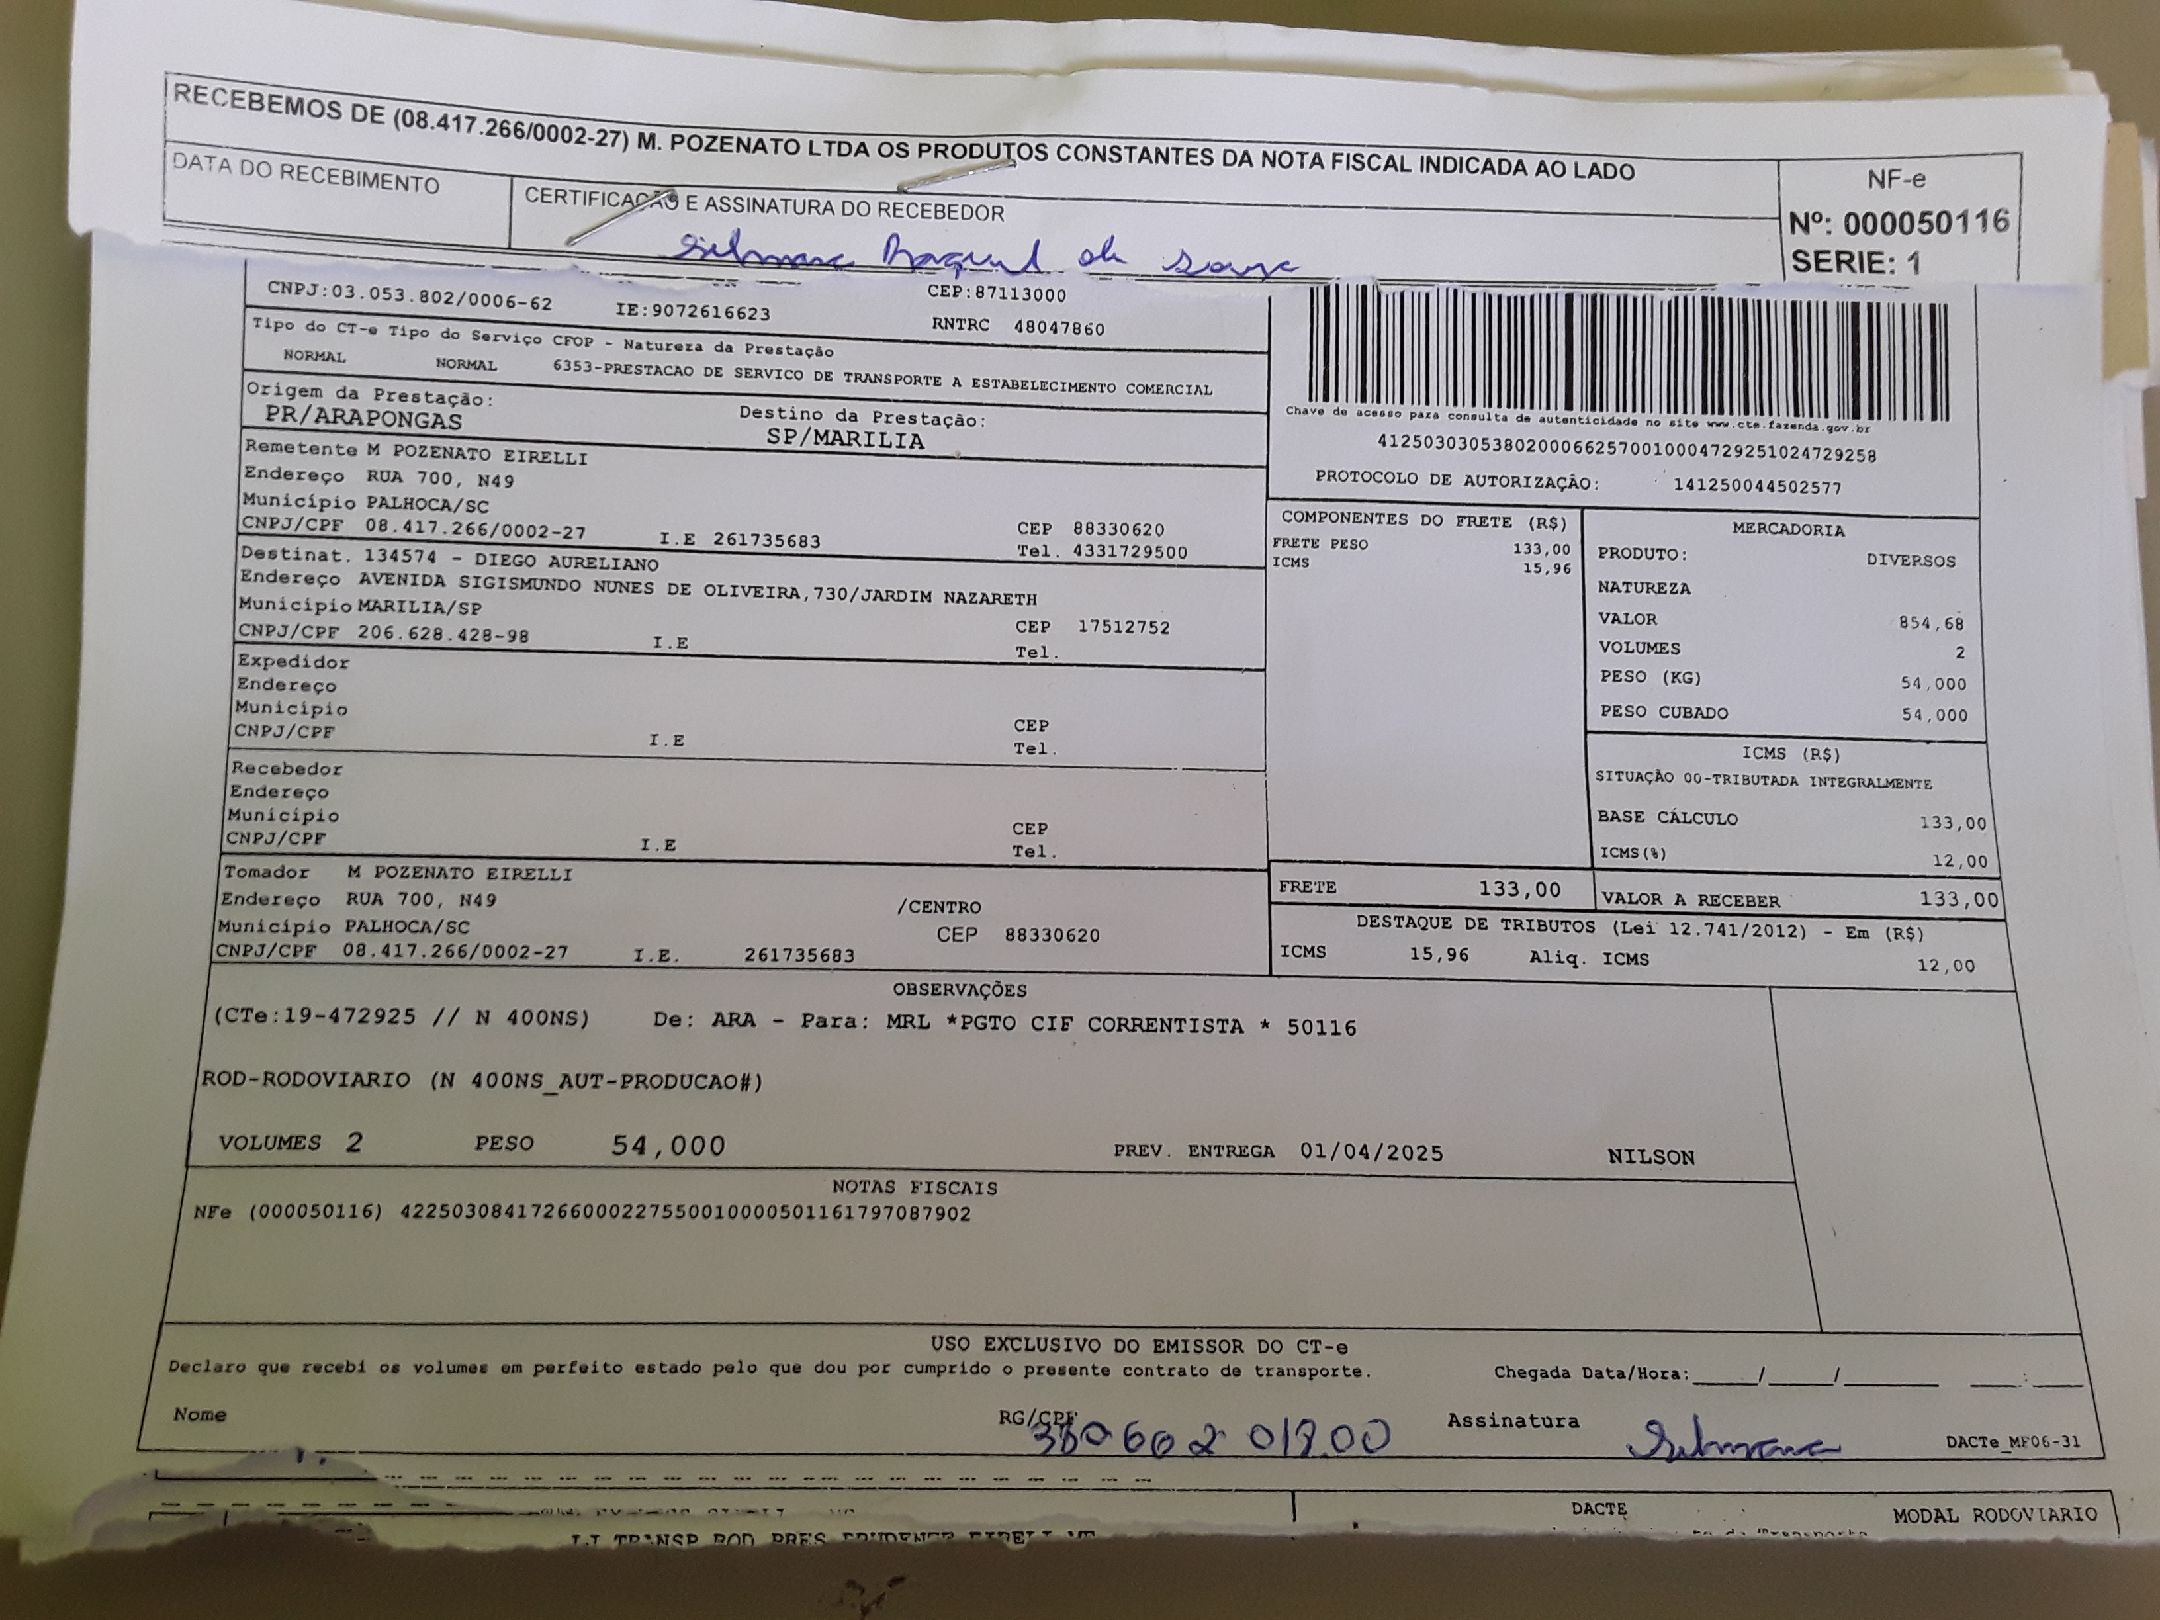 RECEBEMOS DE (08.417.266/0002-27) M. POZENATO LTDA OS PRODUTOS CONSTANTES DA NOTA FISCAL INDICADA AO LADO
DATA DO RECEBIMENTO
CERTIFICAÇÃO E ASSINATURA DO RECEBEDOR
NF-e
Nº: 000050116
SERIE: 1
CNPJ:03.053.802/0006-62 IE:9072616623 CEP:87113000
RNTRC 48047860
Tipo do CT-e Tipo do Serviço CFOP - Natureza da Prestação
NORMAL NORMAL 6353-PRESTACAO DE SERVICO DE TRANSPORTE A ESTABELECIMENTO COMERCIAL
Origem da Prestação: Destino da Prestação:
PR/ARAPONGAS SP/MARILIA
Chave de acesso para consulta de autenticidade no site www.cte.fazenda.gov.br
41250303053802000662570010004729251024729258
PROTOCOLO DE AUTORIZAÇÃO: 141250044502577
Remetente M POZENATO EIRELLI
Endereço RUA 700, N49
Município PALHOCA/SC CEP 88330620
CNPJ/CPF 08.417.266/0002-27 I.E 261735683 Tel. 4331729500
Destinat. 134574 - DIEGO AURELIANO
Endereço AVENIDA SIGISMUNDO NUNES DE OLIVEIRA,730/JARDIM NAZARETH
Município MARILIA/SP CEP 17512752
CNPJ/CPF 206.628.428-98 I.E Tel.
Expedidor
Endereço
Município CEP
CNPJ/CPF I.E Tel.
Recebedor
Endereço
Município CEP
CNPJ/CPF I.E Tel.
Tomador M POZENATO EIRELLI
Endereço RUA 700, N49 /CENTRO
Município PALHOCA/SC CEP 88330620
CNPJ/CPF 08.417.266/0002-27 I.E. 261735683
COMPONENTES DO FRETE (R$)
FRETE PESO 133,00
ICMS 15,96
MERCADORIA
PRODUTO: DIVERSOS
NATUREZA
VALOR 854,68
VOLUMES 2
PESO (KG) 54,000
PESO CUBADO 54,000
ICMS (R$)
SITUAÇÃO 00-TRIBUTADA INTEGRALMENTE
BASE CÁLCULO 133,00
ICMS(%) 12,00
FRETE 133,00 VALOR A RECEBER 133,00
DESTAQUE DE TRIBUTOS (Lei 12.741/2012) - Em (R$)
ICMS 15,96 Aliq. ICMS 12,00
OBSERVAÇÕES
(CTe:19-472925 // N 400NS) De: ARA - Para: MRL *PGTO CIF CORRENTISTA * 50116
ROD-RODOVIARIO (N 400NS_AUT-PRODUCAO#)
VOLUMES 2 PESO 54,000 PREV. ENTREGA 01/04/2025 NILSON
NOTAS FISCAIS
NFe (000050116) 42250308417266000227550010000501161797087902
USO EXCLUSIVO DO EMISSOR DO CT-e
Declaro que recebi os volumes em perfeito estado pelo que dou por cumprido o presente contrato de transporte. Chegada Data/Hora:____/____/______ ___:___
Nome RG/CPF Assinatura
DACTe_MF06-31
DACTE MODAL RODOVIARIO